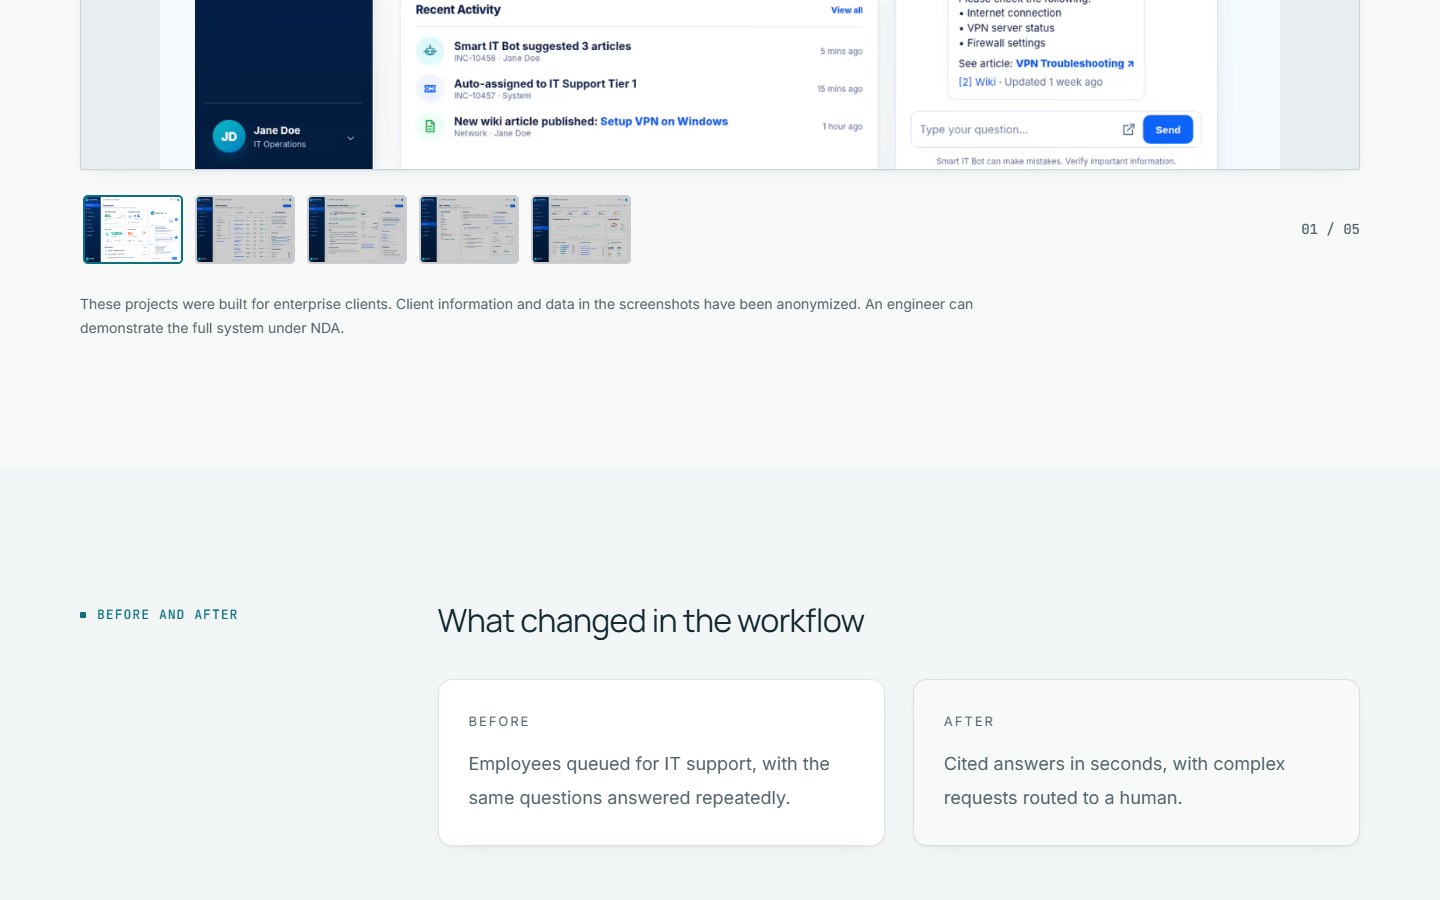 JD
Jane Doe
IT Operations
Recent Activity
View all
Smart IT Bot suggested 3 articles
INC-10458 · Jane Doe
5 mins ago
Auto-assigned to IT Support Tier 1
INC-10457 · System
15 mins ago
New wiki article published: Setup VPN on Windows
Network · Jane Doe
1 hour ago
• Internet connection
• VPN server status
• Firewall settings
See article: VPN Troubleshooting ↗
[2] Wiki · Updated 1 week ago
Type your question...
Send
Smart IT Bot can make mistakes. Verify important information.
01 / 05
These projects were built for enterprise clients. Client information and data in the screenshots have been anonymized. An engineer can
demonstrate the full system under NDA.
BEFORE AND AFTER
What changed in the workflow
BEFORE
Employees queued for IT support, with the
same questions answered repeatedly.
AFTER
Cited answers in seconds, with complex
requests routed to a human.